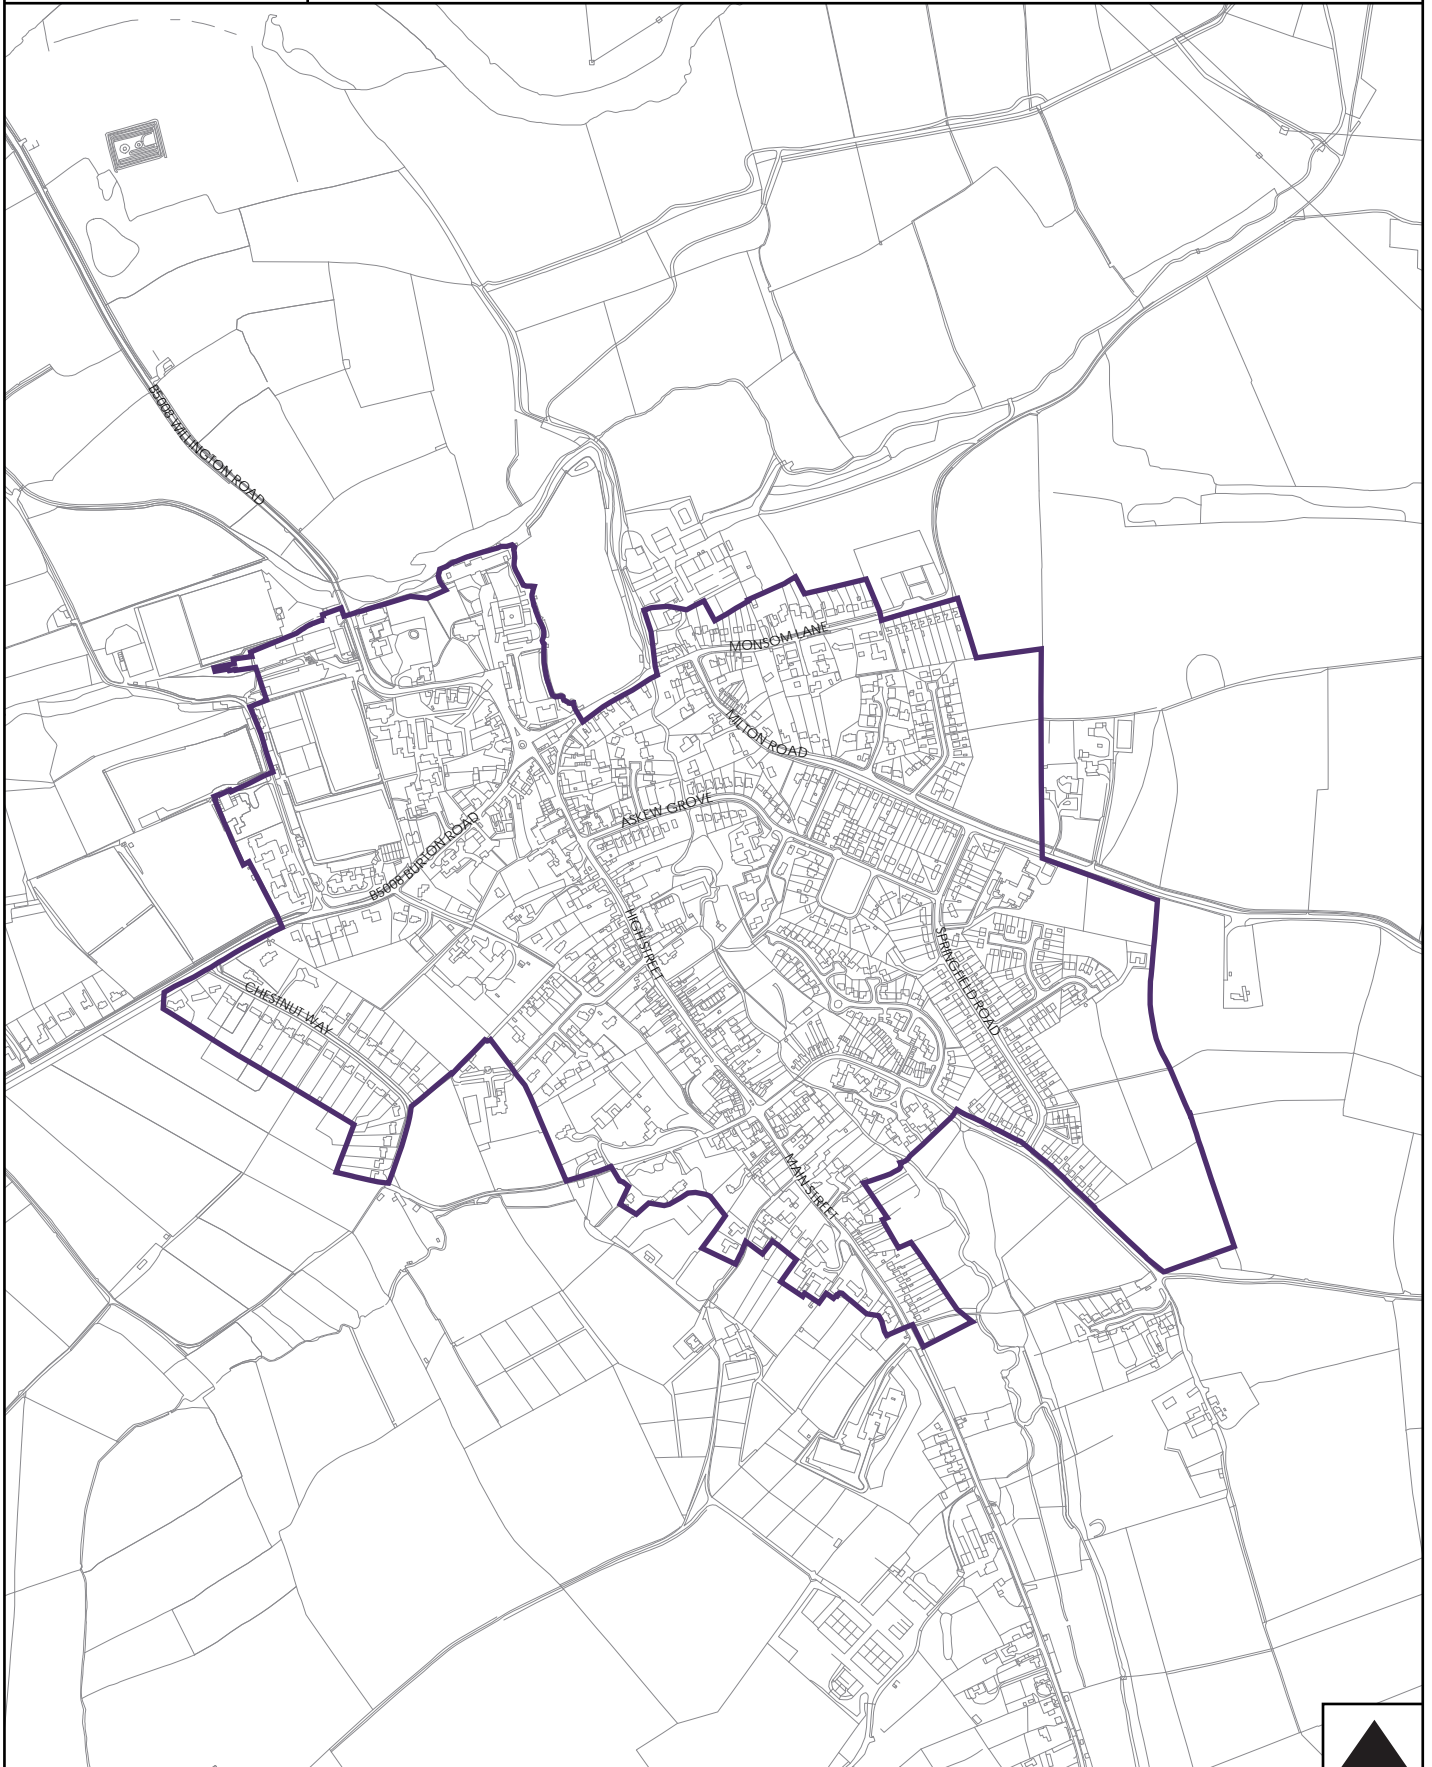 B5008 WILLINGTON ROAD
MONSOM LANE
MILTON ROAD
ASKEW GROVE
B5008 BURTON ROAD
HIGH STREET
SPRINGFIELD ROAD
CHESTNUT WAY
MAIN STREET